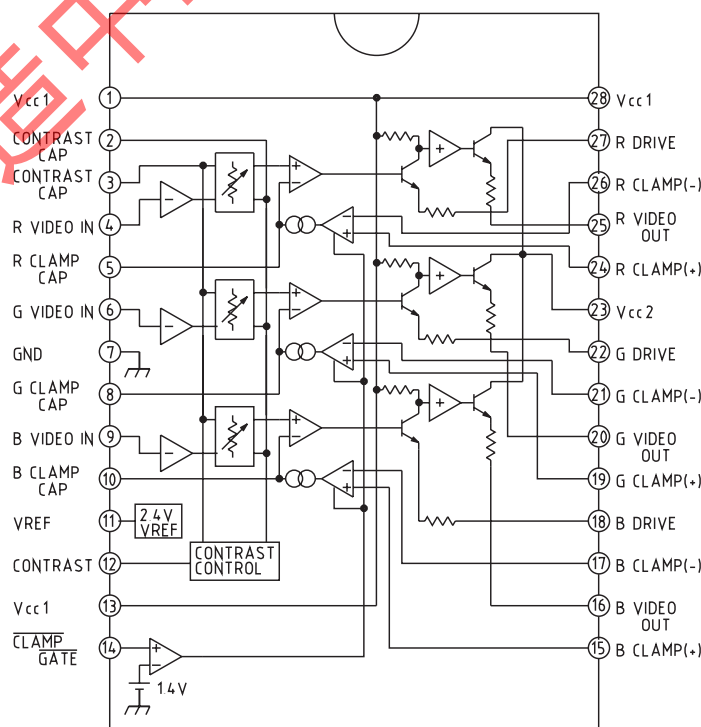 Vcc1
1
28
Vcc1
CONTRAST
CAP
2
27
R DRIVE
CONTRAST
CAP
3
26
R CLAMP(-)
R VIDEO IN
4
25
R VIDEO
OUT
R CLAMP
CAP
5
24
R CLAMP(+)
G VIDEO IN
6
23
Vcc2
GND
7
22
G DRIVE
G CLAMP
CAP
8
21
G CLAMP(-)
B VIDEO IN
9
20
G VIDEO
OUT
B CLAMP
CAP
10
19
G CLAMP(+)
VREF
11
2.4V
VREF
18
B DRIVE
CONTRAST
12
CONTRAST
CONTROL
17
B CLAMP(-)
Vcc1
13
16
B VIDEO
OUT
CLAMP
GATE
14
15
B CLAMP(+)
1.4V
道中